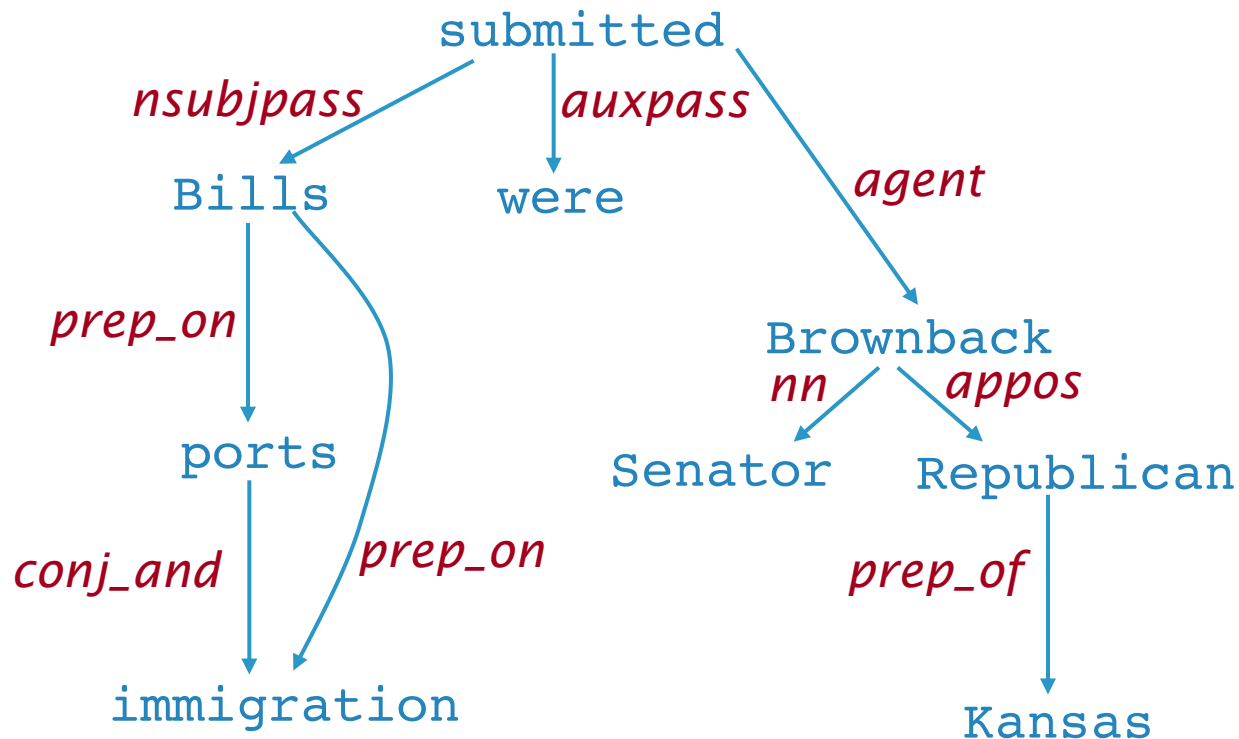 submitted
nsubjpass auxpass
agent
Bills were
prep_on
Brownback
nn appos
ports Senator Republican
conj_and prep_on prep_of
immigration Kansas